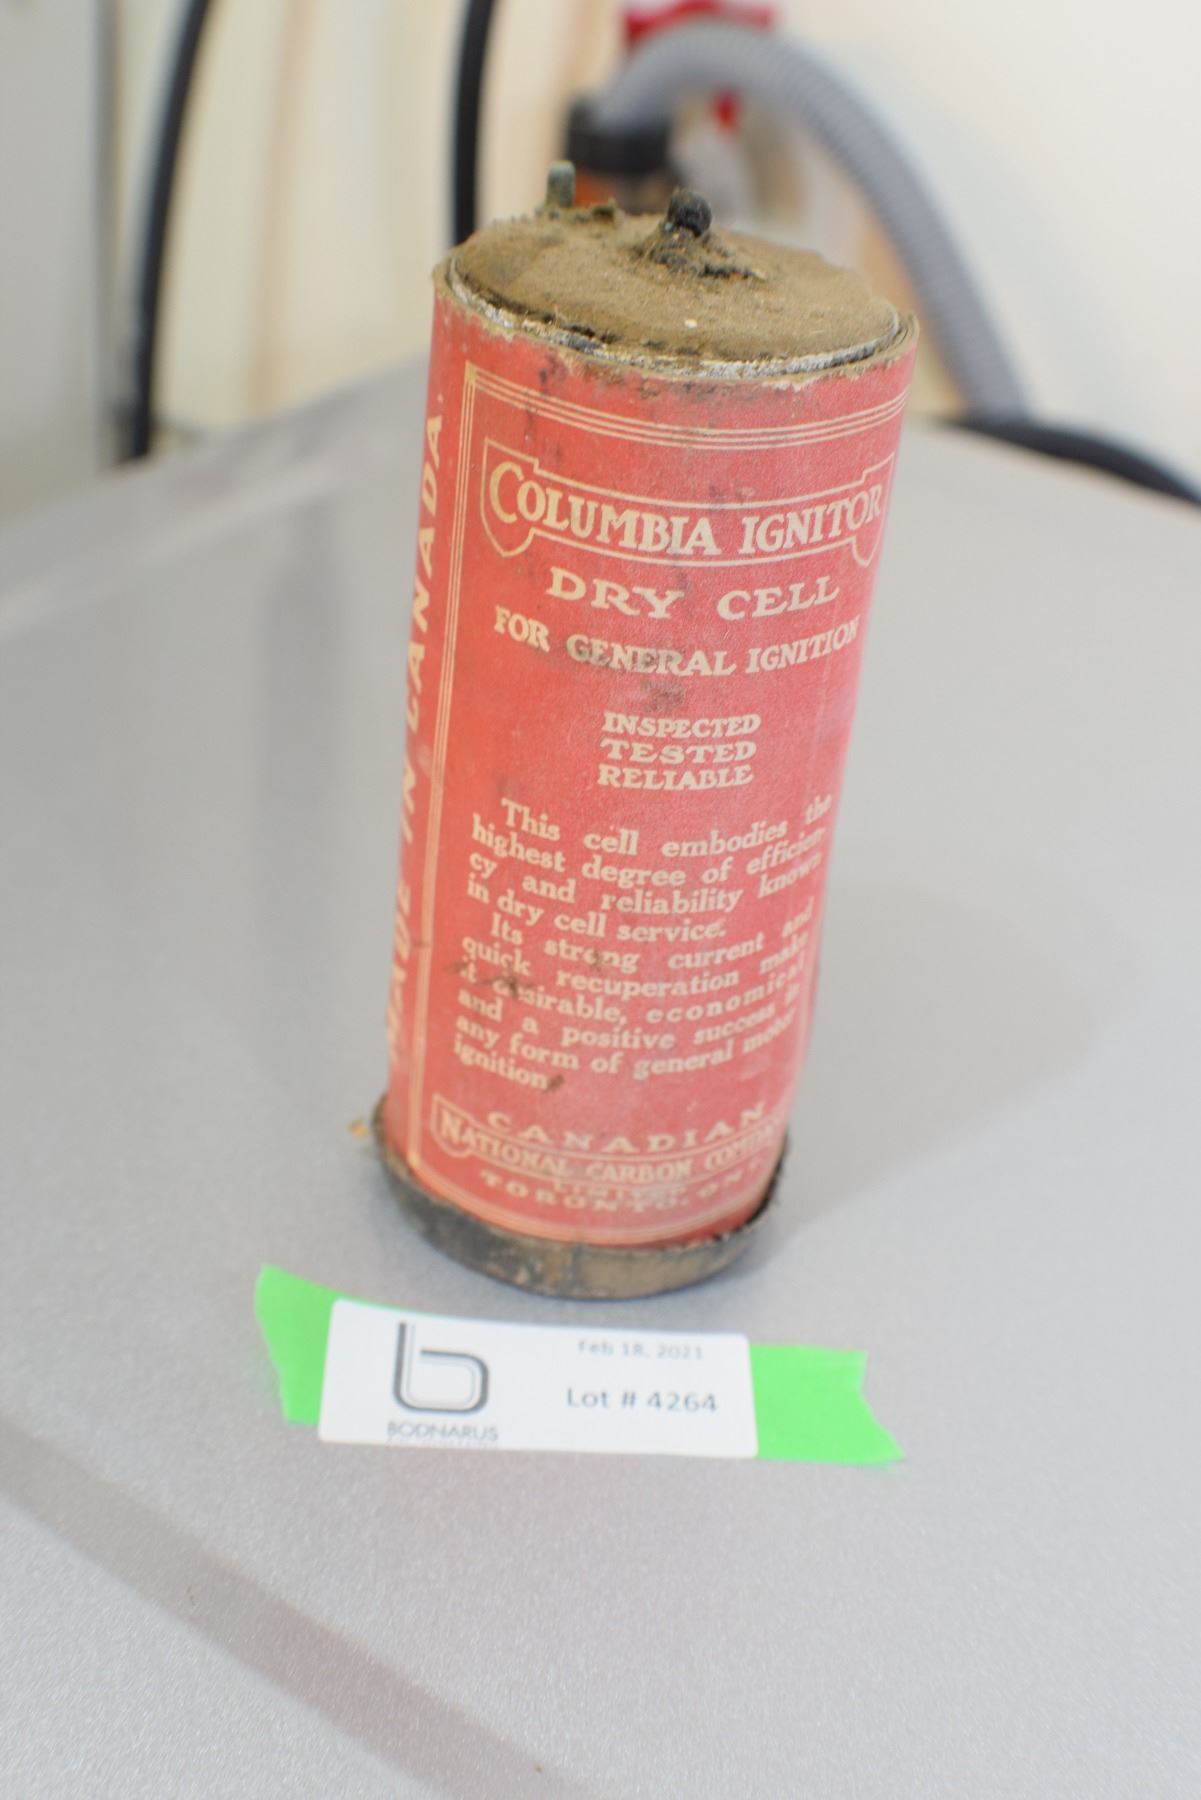 COLUMBIA IGNITOR
DRY CELL
FOR GENERAL IGNITION
INSPECTED
TESTED
RELIABLE
This cell embodies the
highest degree of efficien-
cy and reliability known
in dry cell service.
Its strong current and
quick recuperation make
it desirable, economical
and a positive success in
any form of general motor
ignition
CANADIAN
NATIONAL CARBON COMPANY
LIMITED
TORONTO, ONT.
MADE IN CANADA.
b
BODNARUS
Feb 18, 2021
Lot # 4264